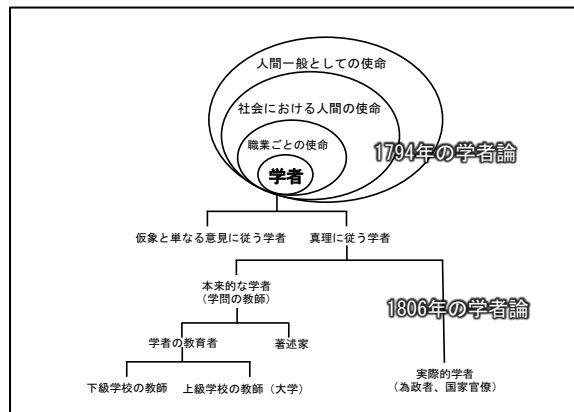 人間一般としての使命
社会における人間の使命
職業ごとの使命
1794年の学者論
学者
仮象と単なる意見に従う学者
真理に従う学者
本来的な学者
(学問の教師)
1806年の学者論
学者の教育者
著述家
下級学校の教師
上級学校の教師(大学)
実際的学者
(為政者、国家官僚)